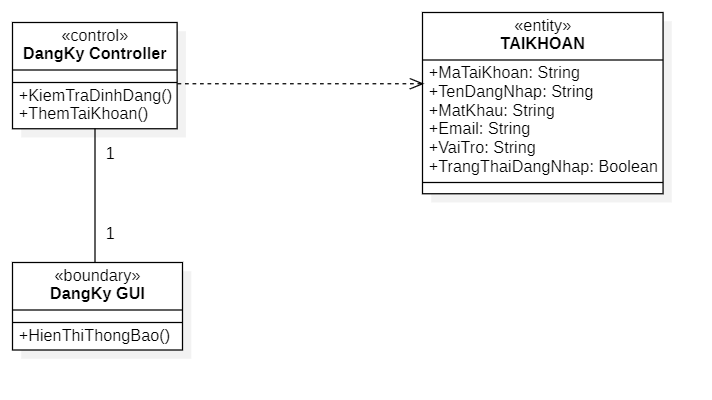 «control»
DangKy Controller
+KiemTraDinhDang()
+ThemTaiKhoan()
«entity»
TAIKHOAN
+MaTaiKhoan: String
+TenDangNhap: String
+MatKhau: String
+Email: String
+VaiTro: String
+TrangThaiDangNhap: Boolean
1
1
«boundary»
DangKy GUI
+HienThiThongBao()